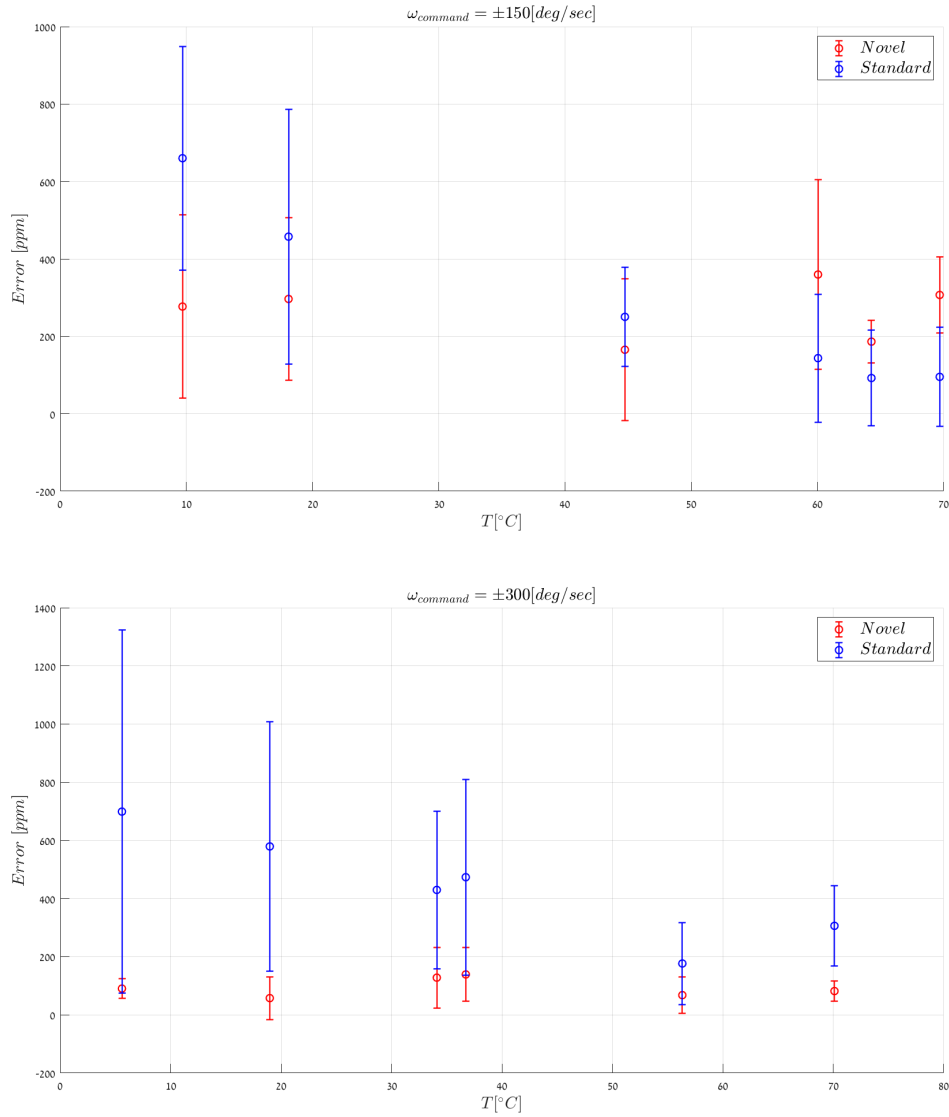 ω_command = ±150[deg/sec]
1000
800
600
400
200
0
-200
Error [ppm]
Novel
Standard
0 10 20 30 40 50 60 70
T[°C]
ω_command = ±300[deg/sec]
1400
1200
1000
800
600
400
200
0
-200
Error [ppm]
Novel
Standard
0 10 20 30 40 50 60 70 80
T[°C]